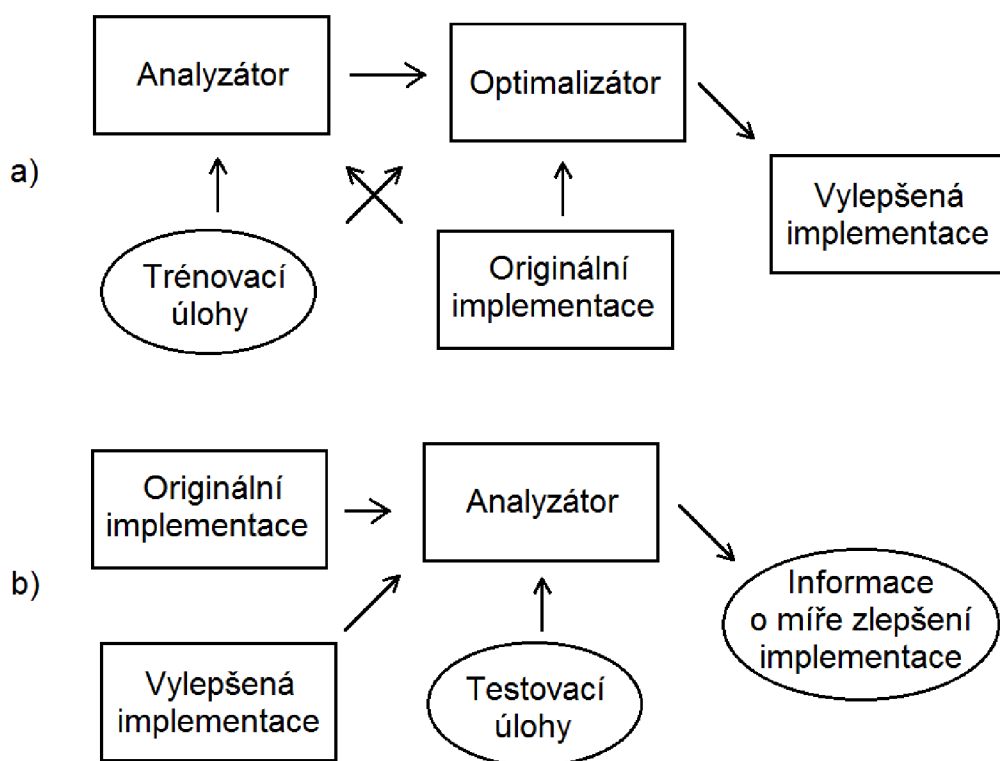 a)
Analyzátor
Optimalizátor
Vylepšená
implementace
Trénovací
úlohy
Originální
implementace
b)
Originální
implementace
Analyzátor
Informace
o míře zlepšení
implementace
Vylepšená
implementace
Testovací
úlohy